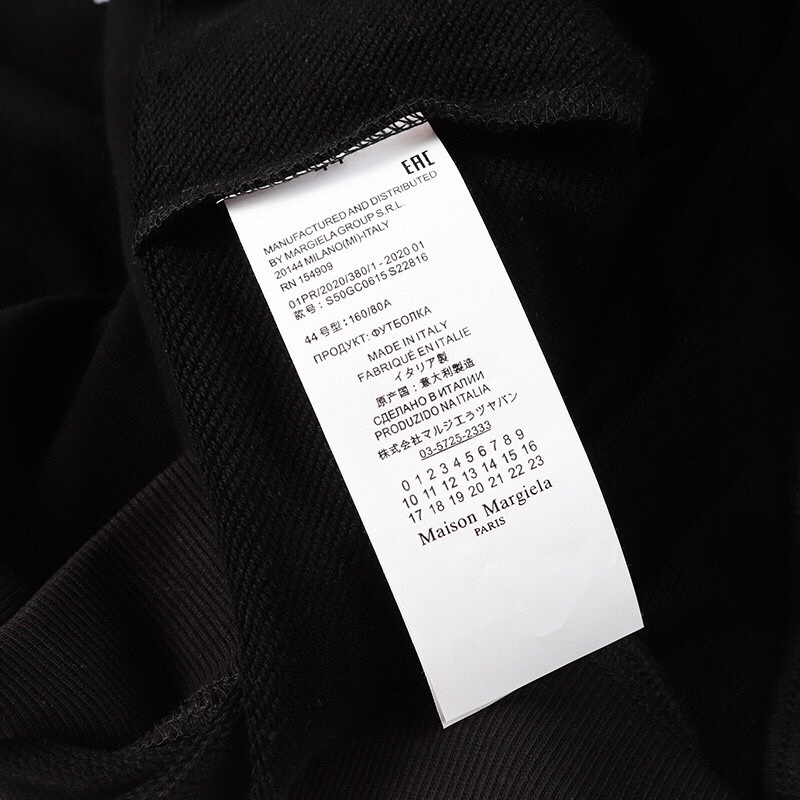 44
EAC
MANUFACTURED AND DISTRIBUTED
BY MARGIELA GROUP S.R.L.
20144 MILANO(MI)-ITALY
RN 154909
01PR/2020/380/1 - 2020 01
款号: S50GC0615 S22816
44号型:160/80A
ПРОДУКТ: ФУТБОЛКА
MADE IN ITALY
FABRIQUÉ EN ITALIE
イタリア製
原产国:意大利製造
СДЕЛАНО В ИТАЛИИ
PRODUZIDO NA ITALIA
株式会社マルジエラツヤパン
03-5725-2333
0 1 2 3 4 5 6 7 8 9
10 11 12 13 14 15 16
17 18 19 20 21 22 23
Maison Margiela
PARIS